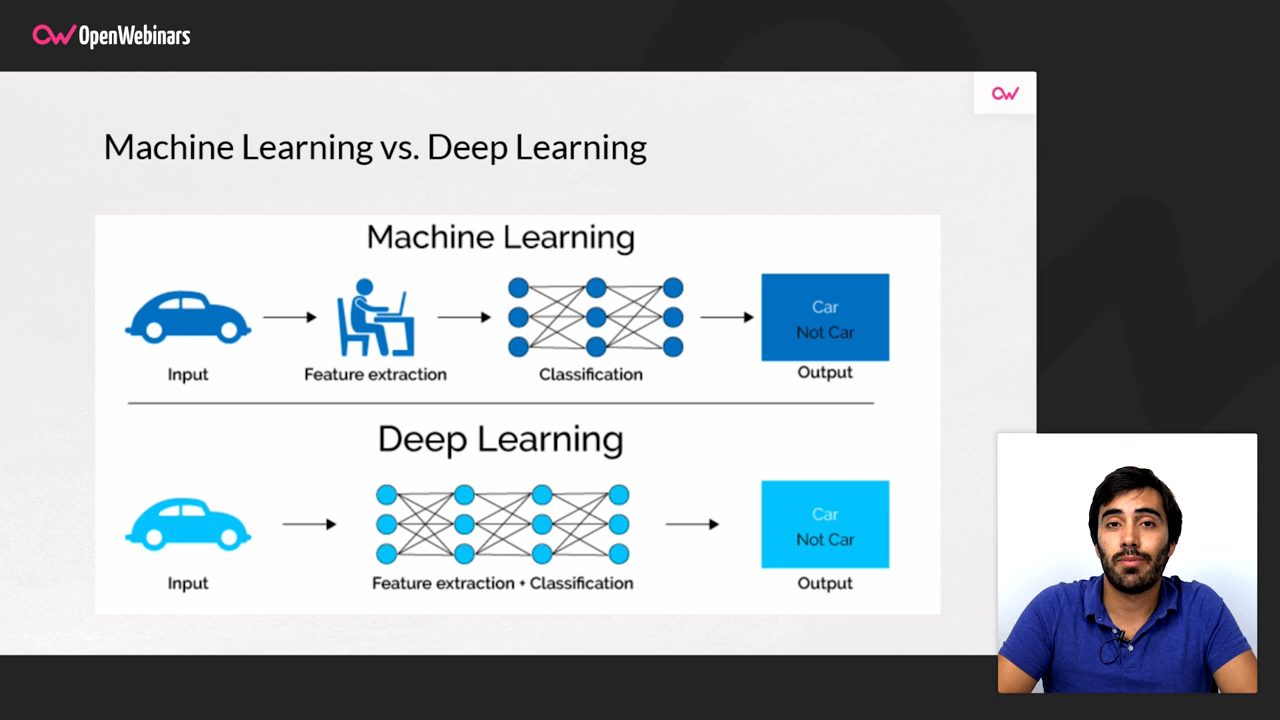 OpenWebinars
Machine Learning vs. Deep Learning
Machine Learning
Car
Not Car
Input
Feature extraction
Classification
Output
Deep Learning
Car
Not Car
Input
Feature extraction + Classification
Output